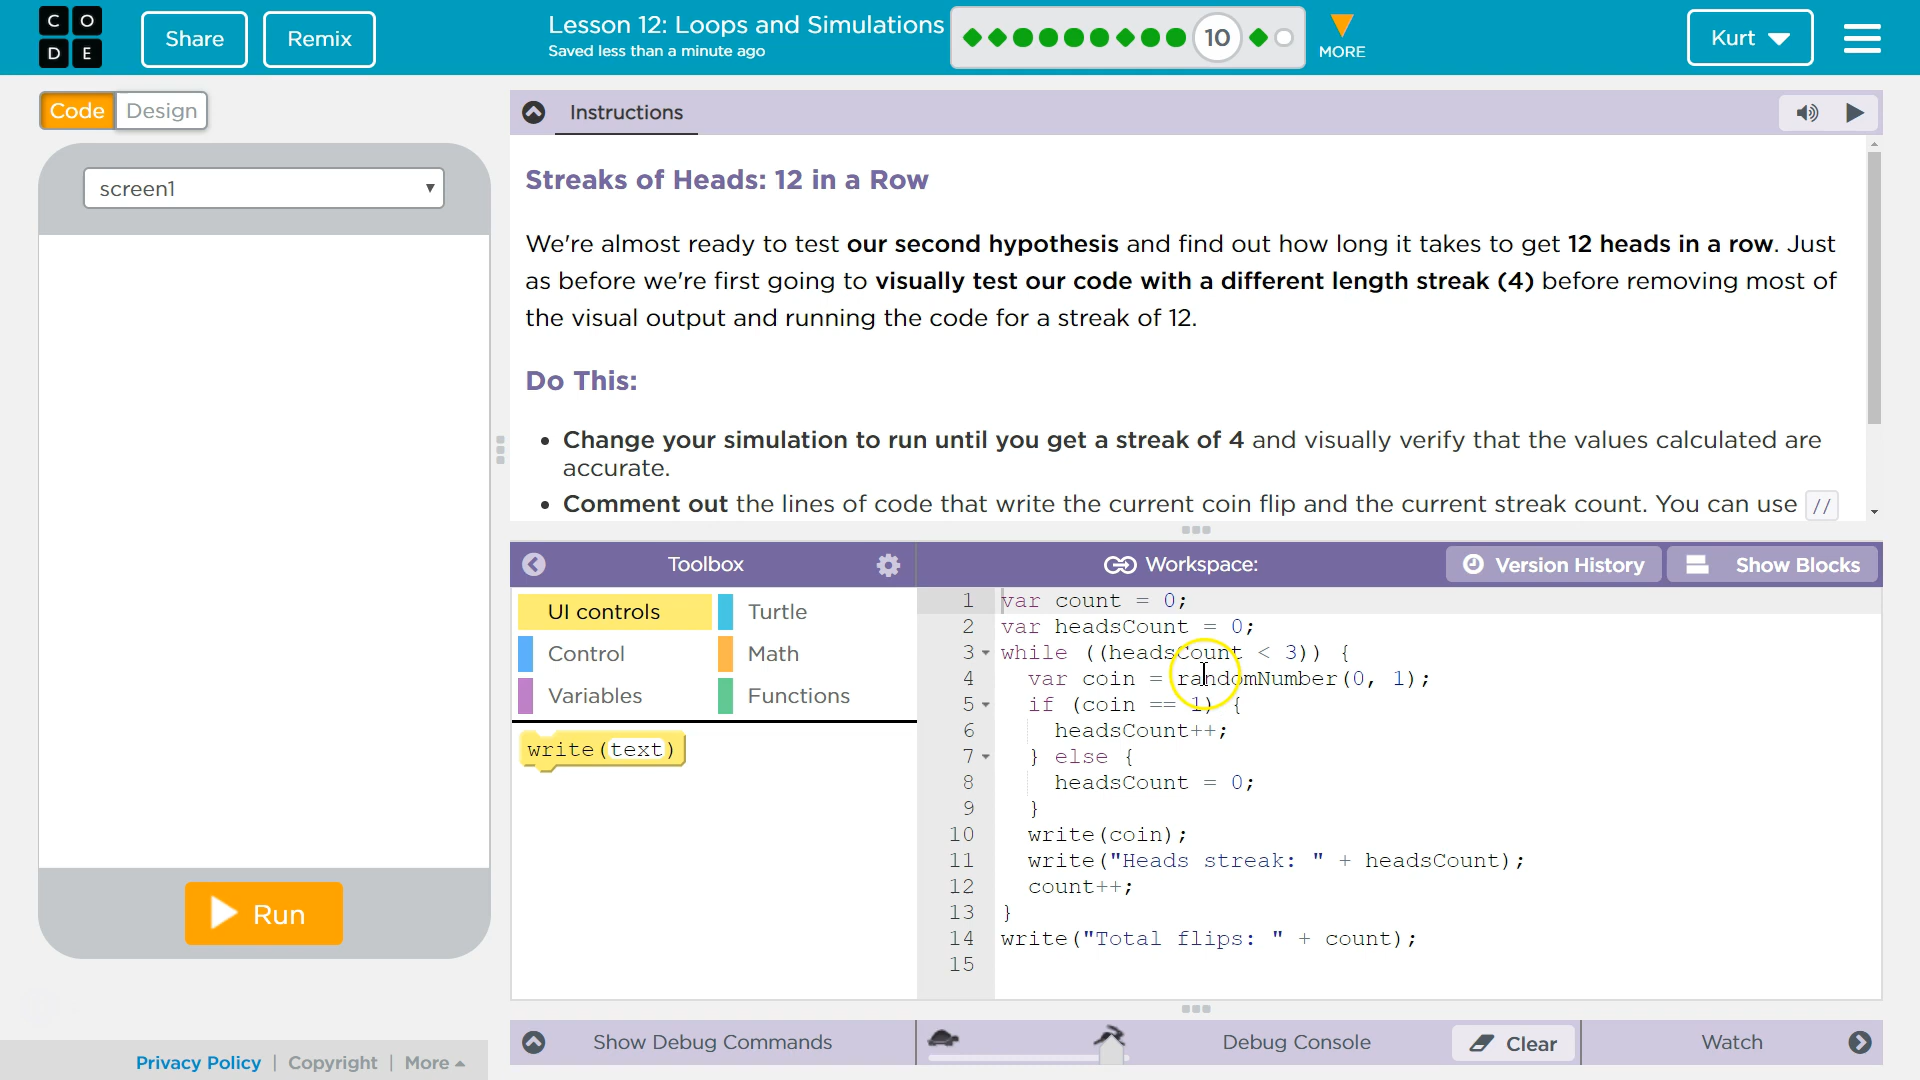 C O
D E
Share
Remix
Lesson 12: Loops and Simulations
Saved less than a minute ago
10
MORE
Kurt
Code
Design
screen1
Run
Privacy Policy | Copyright | More
Instructions
Streaks of Heads: 12 in a Row
We're almost ready to test our second hypothesis and find out how long it takes to get 12 heads in a row. Just
as before we're first going to visually test our code with a different length streak (4) before removing most of
the visual output and running the code for a streak of 12.
Do This:
• Change your simulation to run until you get a streak of 4 and visually verify that the values calculated are
accurate.
• Comment out the lines of code that write the current coin flip and the current streak count. You can use //
Toolbox
UI controls
Turtle
Control
Math
Variables
Functions
write(text)
Workspace:
Version History
Show Blocks
1 var count = 0;
2 var headsCount = 0;
3 while ((headsCount < 3)) {
4 var coin = randomNumber(0, 1);
5 if (coin == 1) {
6 headsCount++;
7 } else {
8 headsCount = 0;
9 }
10 write(coin);
11 write("Heads streak: " + headsCount);
12 count++;
13 }
14 write("Total flips: " + count);
15
Show Debug Commands
Debug Console
Clear
Watch